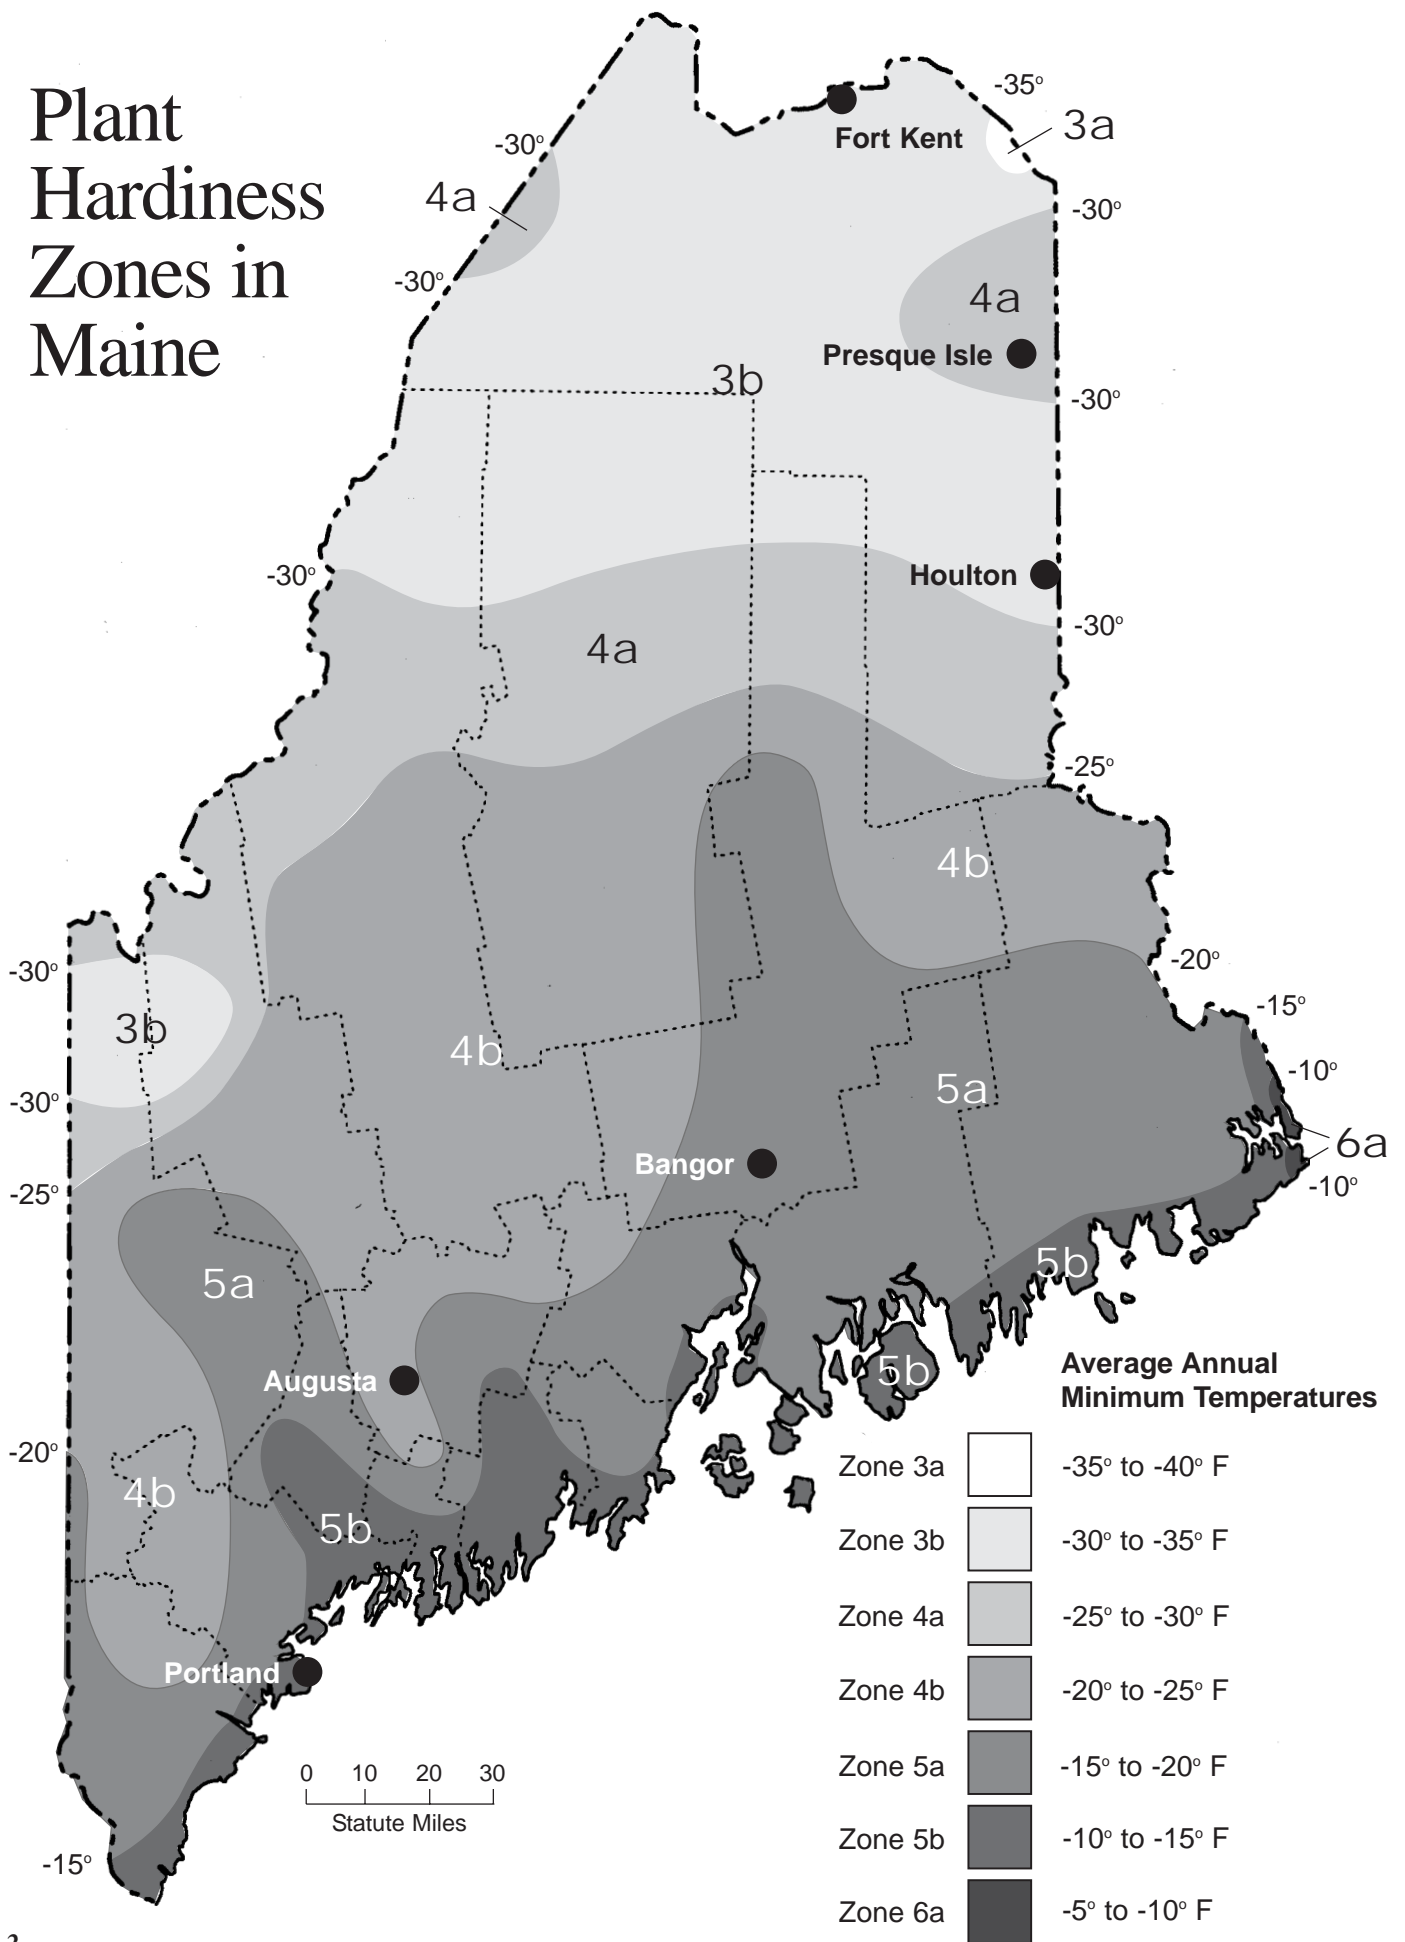 Plant
Hardiness
Zones in
Maine
-35°
3a
Fort Kent
-30°
4a
-30°
-30°
4a
Presque Isle
3b
-30°
-30°
Houlton
-30°
4a
-25°
4b
-20°
-30°
3b
-15°
4b
-10°
5a
-30°
6a
Bangor
-10°
-25°
5b
5a
5b
Augusta
-20°
4b
5b
Portland
-15°
0 10 20 30
Statute Miles
Average Annual
Minimum Temperatures
Zone 3a -35° to -40° F
Zone 3b -30° to -35° F
Zone 4a -25° to -30° F
Zone 4b -20° to -25° F
Zone 5a -15° to -20° F
Zone 5b -10° to -15° F
Zone 6a -5° to -10° F